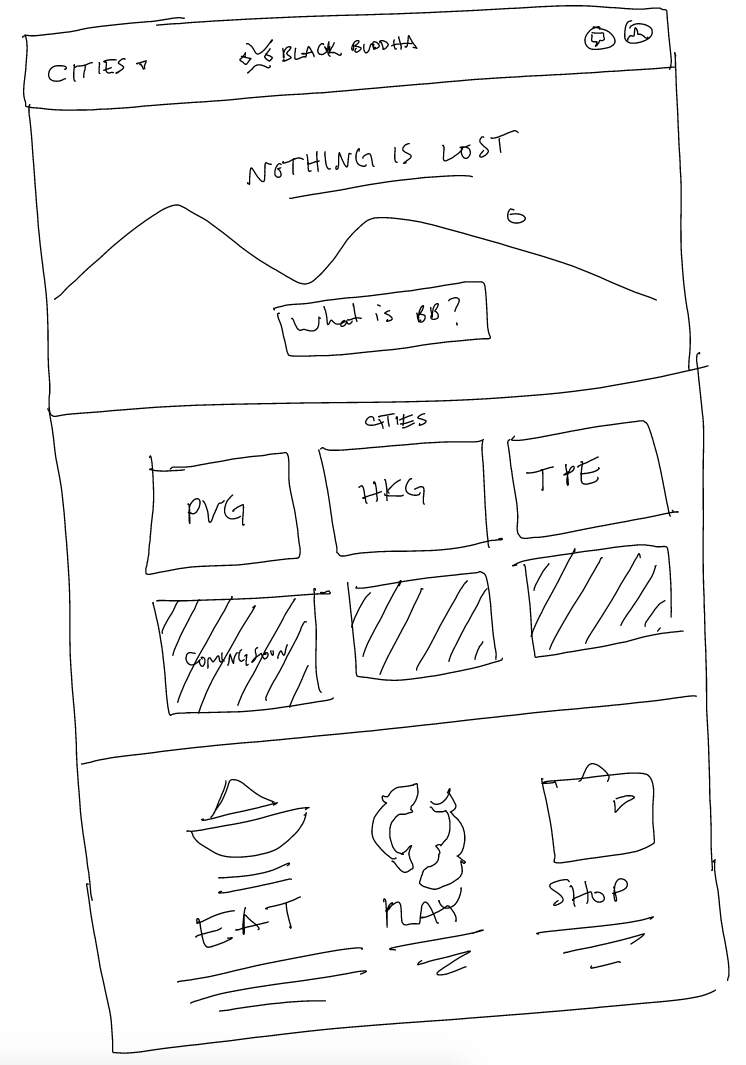 CITIES
BLACK BUDDHA
NOTHING IS LOST
What is BB?
CITIES
PVG
HKG
TPE
COMING SOON
EAT
PLAY
SHOP